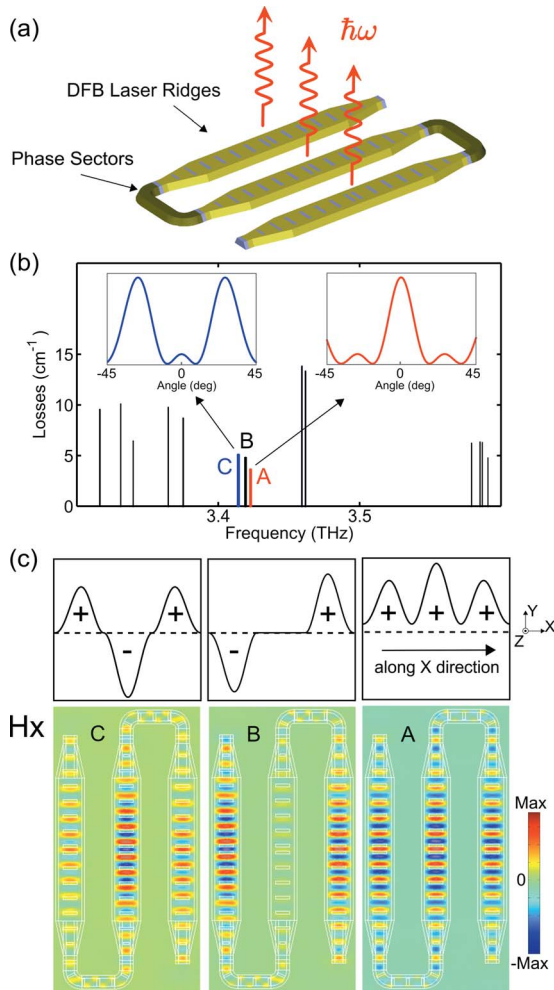 (a)
ħω
DFB Laser Ridges
Phase Sectors
(b)
Losses (cm⁻¹)
15
10
5
0
-45 0 45
Angle (deg)
-45 0 45
Angle (deg)
C B A
3.4 3.5
Frequency (THz)
(c)
+ - +
- +
+ + +
along X direction
Y
Z X
Hx
C B A
Max
0
-Max